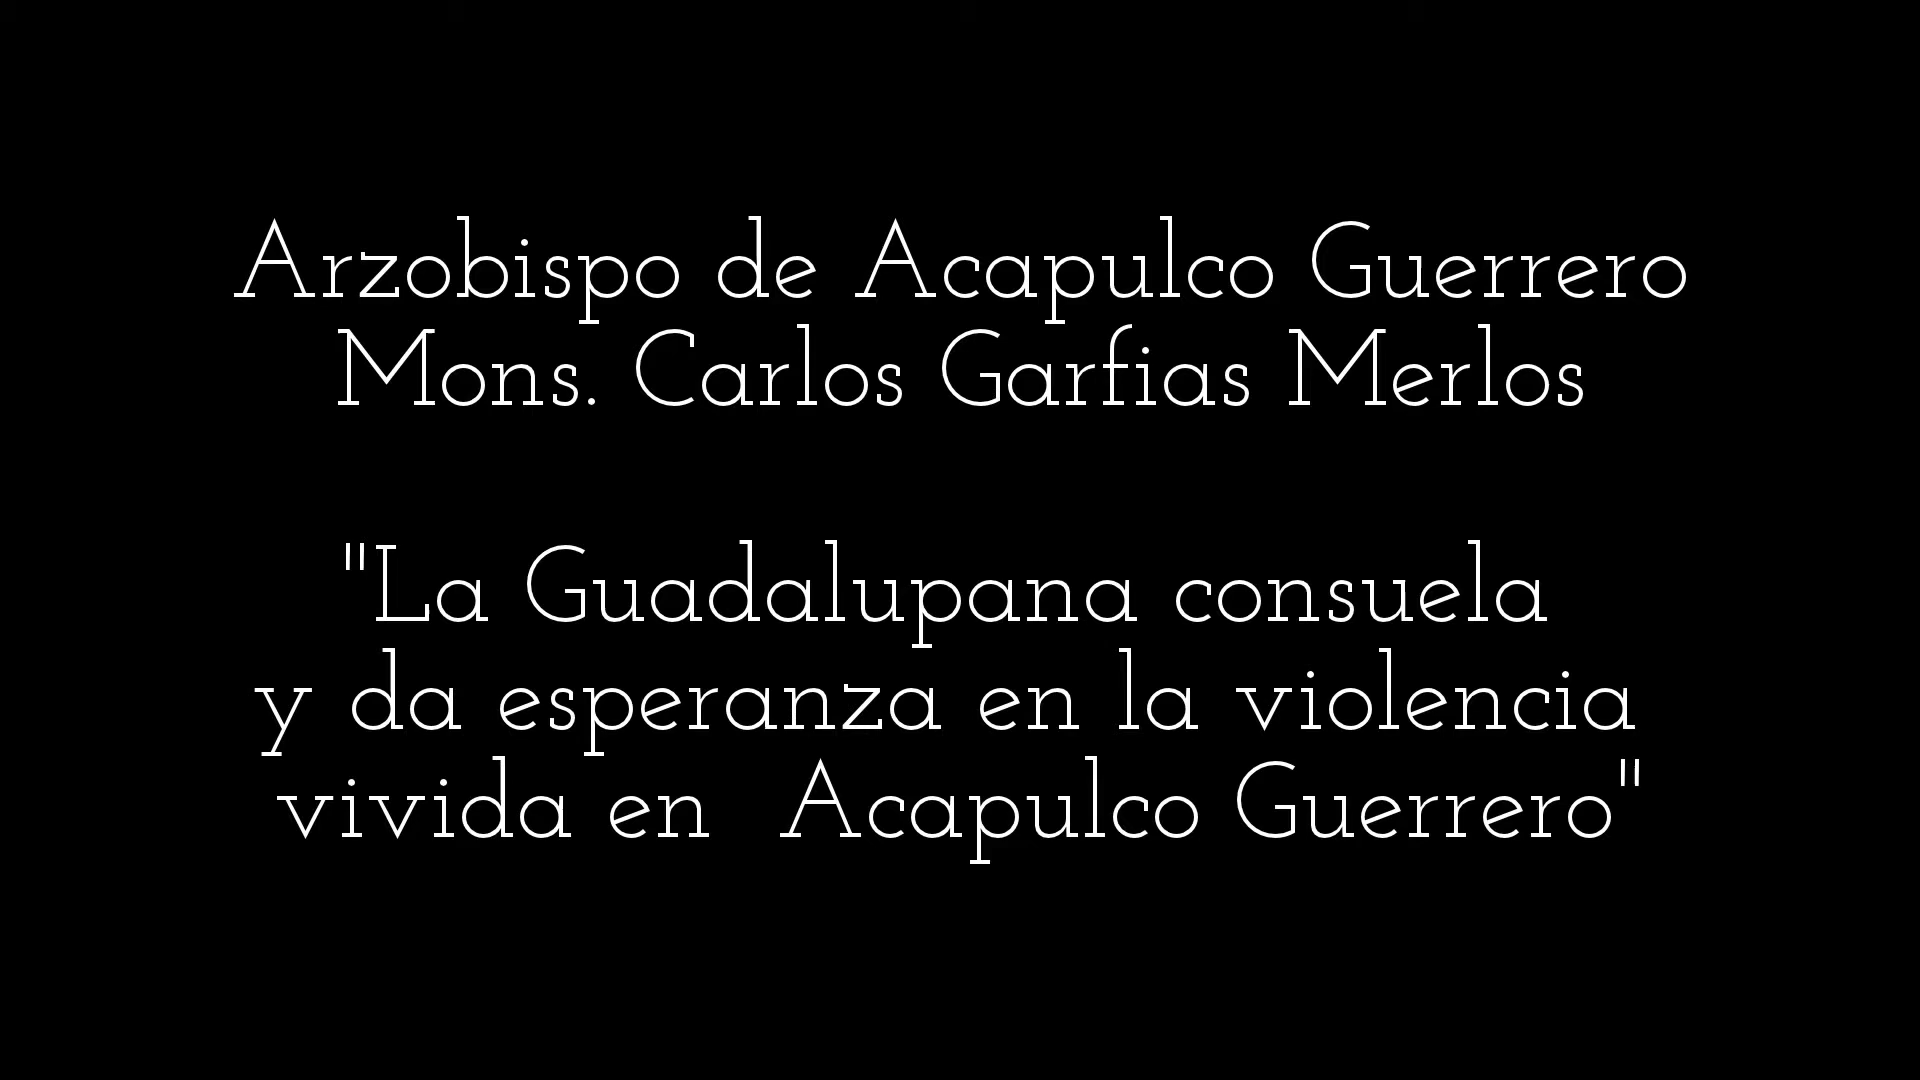 Arzobispo de Acapulco Guerrero
Mons. Carlos Garfias Merlos
"La Guadalupana consuela
y da esperanza en la violencia
vivida en  Acapulco Guerrero"